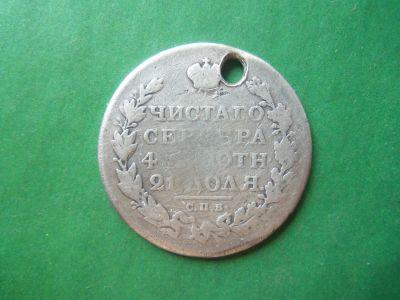 ЧИСТАГО
СЕРЕБРА
4 ЗОЛОТН
21 ДОЛЯ
С.П.Б.